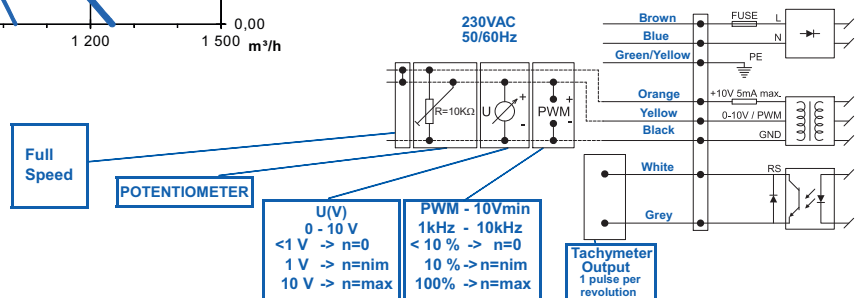 0,00
1 200
1 500 m³/h
230VAC
50/60Hz
Brown
FUSE
L
Blue
N
Green/Yellow
PE
Orange
+10V 5mA max.
Yellow
0-10V / PWM
Black
GND
R=10KΩ
U
+
-
PWM
+
-
White
RS
Grey
Full
Speed
POTENTIOMETER
U(V)
0 - 10 V
<1 V -> n=0
1 V -> n=nim
10 V -> n=max
PWM - 10Vmin
1kHz - 10kHz
< 10 % -> n=0
10 % -> n=nim
100% -> n=max
Tachymeter
Output
1 pulse per
revolution